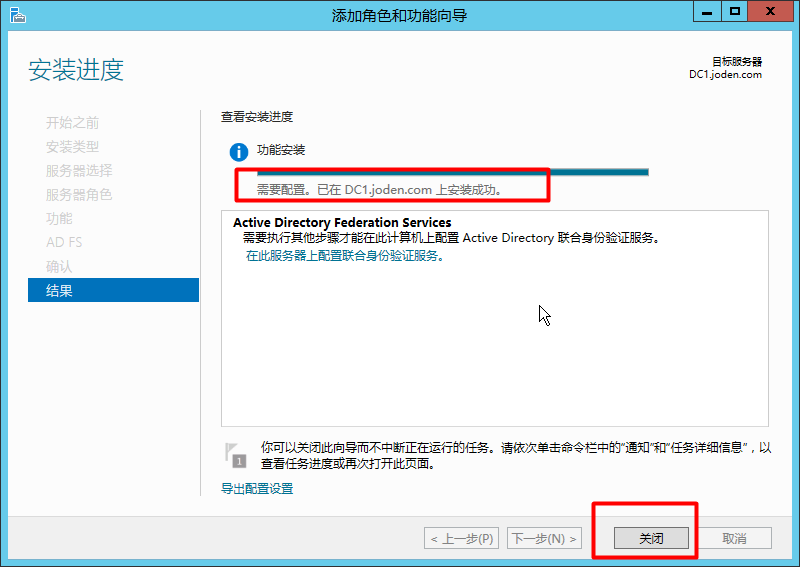 添加角色和功能向导
安装进度
目标服务器
DC1.joden.com
开始之前
安装类型
服务器选择
服务器角色
功能
AD FS
确认
结果
查看安装进度
功能安装
需要配置。已在 DC1.joden.com 上安装成功。
Active Directory Federation Services
需要执行其他步骤才能在此计算机上配置 Active Directory 联合身份验证服务。
在此服务器上配置联合身份验证服务。
1
你可以关闭此向导而不中断正在运行的任务。请依次单击命令栏中的“通知”和“任务详细信息”，以
查看任务进度或再次打开此页面。
导出配置设置
< 上一步(P)
下一步(N) >
关闭
取消